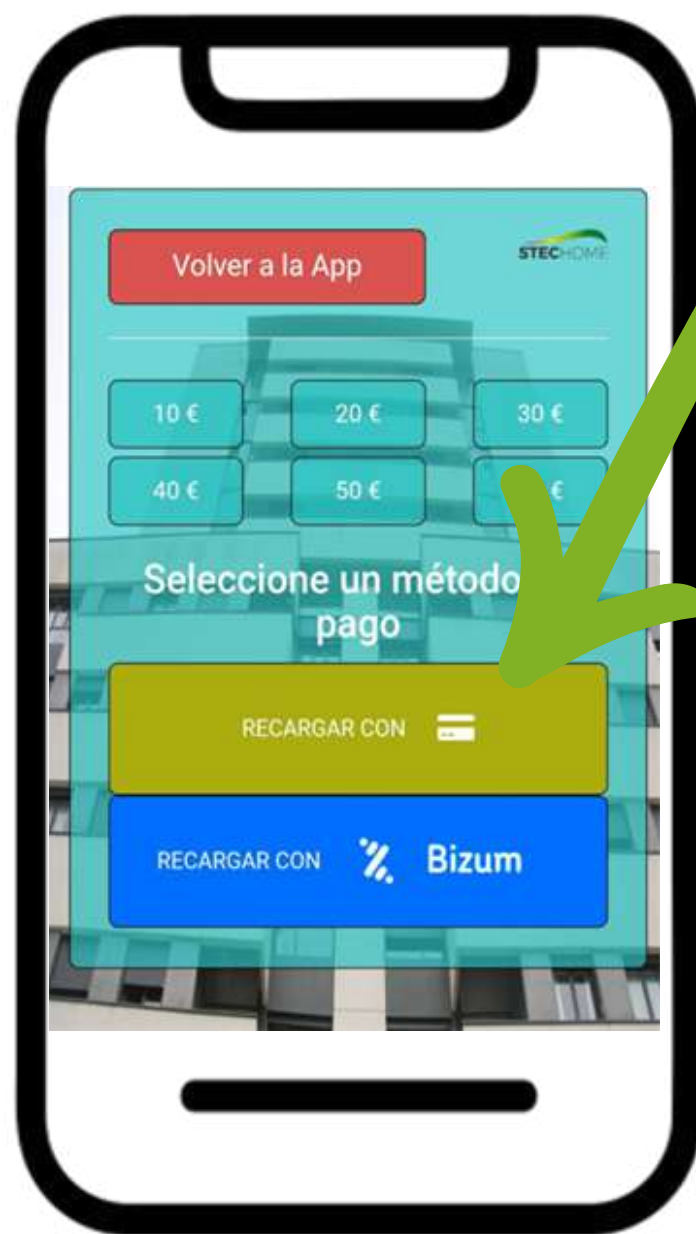 Volver a la App
STECHOME
10 €
20 €
30 €
40 €
50 €
€
Seleccione un método
pago
RECARGAR CON
RECARGAR CON Bizum